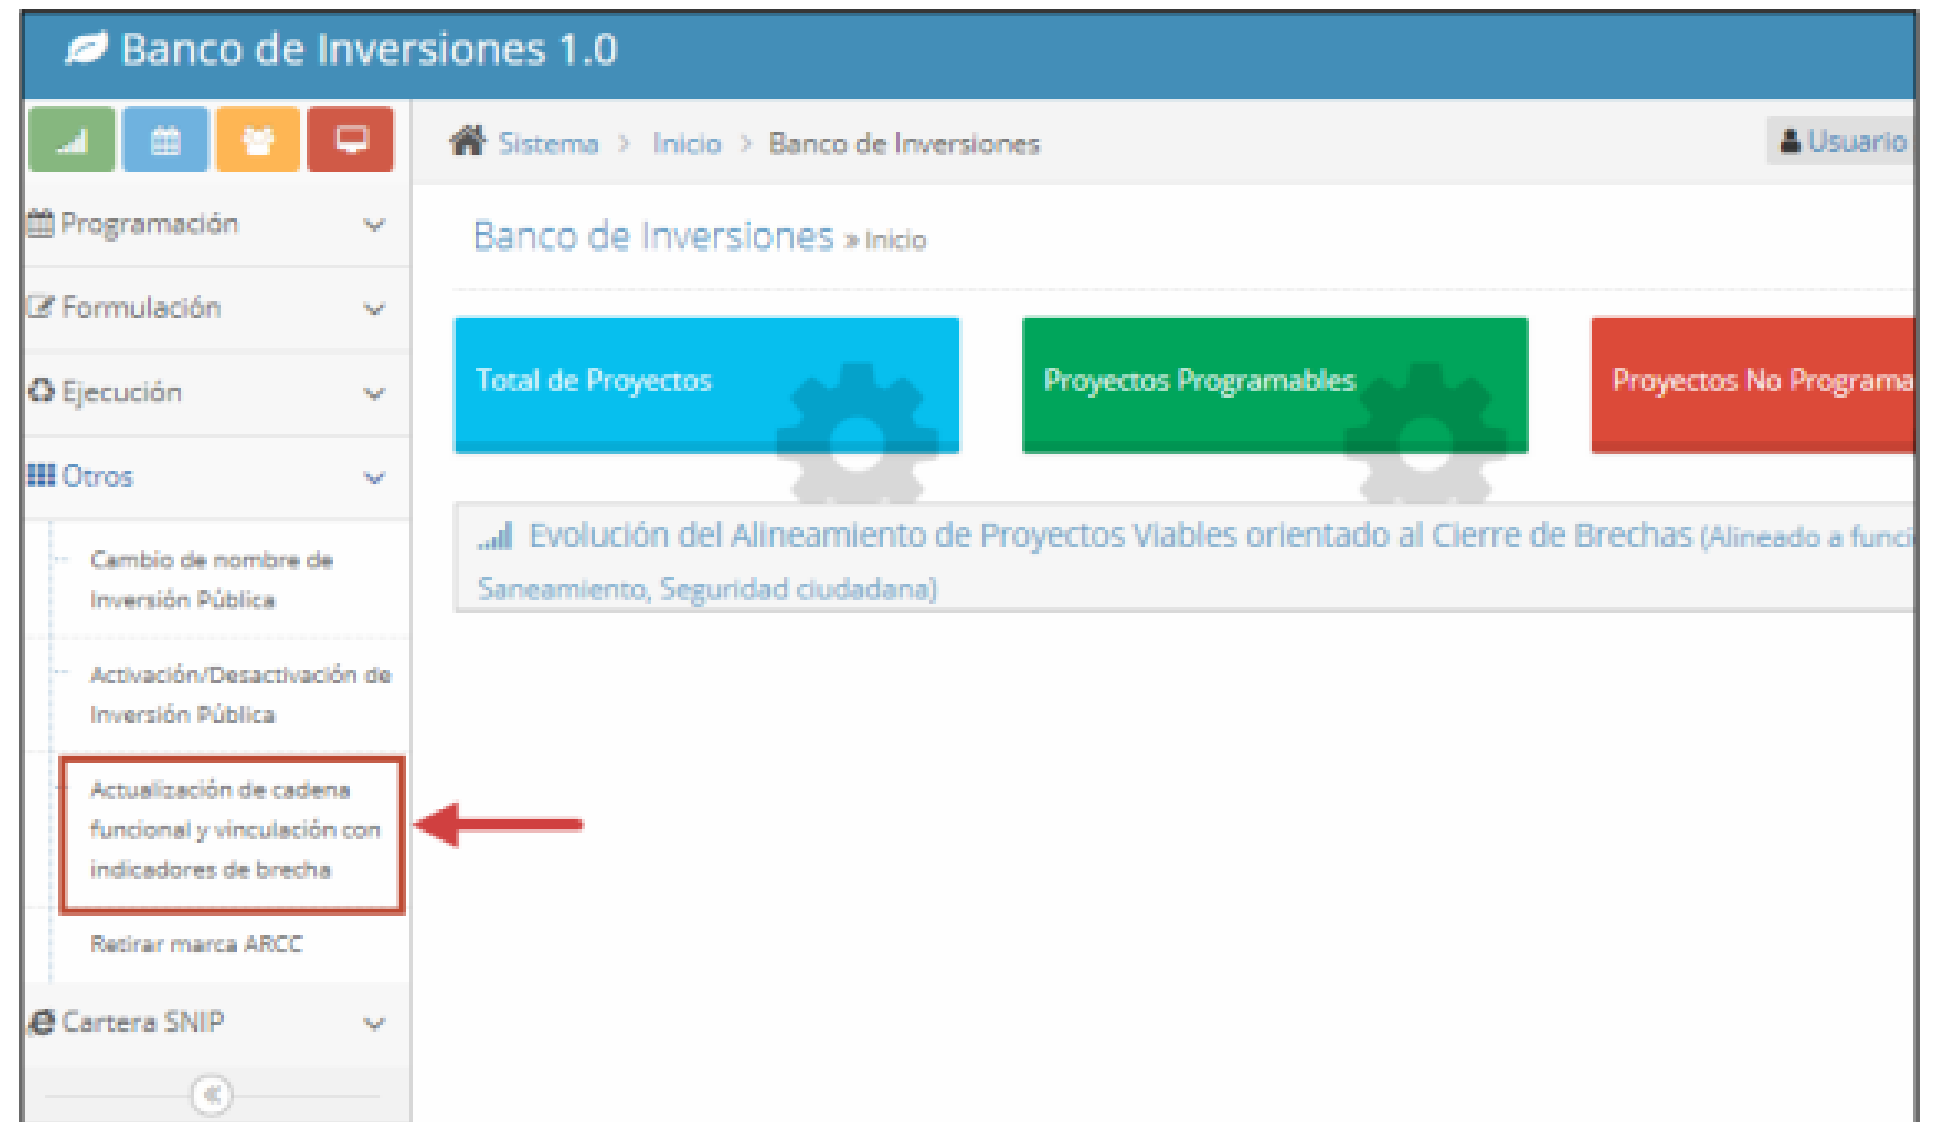 Banco de Inversiones 1.0
Sistema > Inicio > Banco de Inversiones
Usuario
Programación
Formulación
Ejecución
Otros
Cambio de nombre de
Inversión Pública
Activación/Desactivación de
Inversión Pública
Actualización de cadena
funcional y vinculación con
indicadores de brecha
Retirar marca ARCC
Cartera SNIP
Banco de Inversiones » Inicio
Total de Proyectos
Proyectos Programables
Proyectos No Programa
Evolución del Alineamiento de Proyectos Viables orientado al Cierre de Brechas (Alineado a funci
Saneamiento, Seguridad ciudadana)